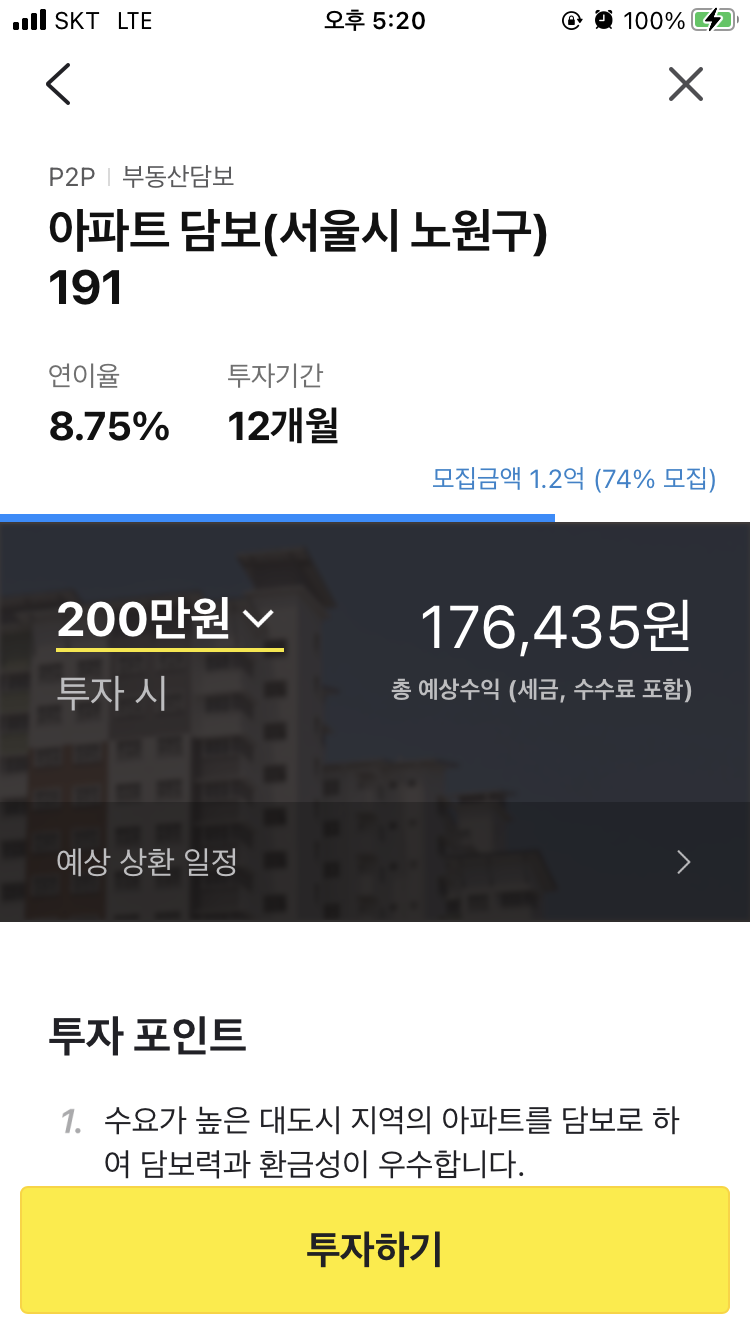 SKT LTE 오후 5:20 100%
P2P | 부동산담보
아파트 담보(서울시 노원구)
191
연이율 투자기간
8.75% 12개월
모집금액 1.2억 (74% 모집)
200만원 176,435원
투자 시 총 예상수익 (세금, 수수료 포함)
예상 상환 일정
투자 포인트
1. 수요가 높은 대도시 지역의 아파트를 담보로 하
여 담보력과 환금성이 우수합니다.
투자하기